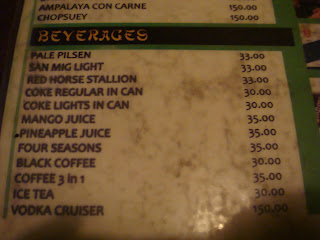 AMPALAYA CON CARNE 150.00
CHOPSUEY 150.00
BEVERAGES
PALE PILSEN 33.00
SAN MIG LIGHT 33.00
RED HORSE STALLION 33.00
COKE REGULAR IN CAN 30.00
COKE LIGHTS IN CAN 30.00
MANGO JUICE 35.00
PINEAPPLE JUICE 35.00
FOUR SEASONS 35.00
BLACK COFFEE 30.00
COFFEE 3 in 1 35.00
ICE TEA 30.00
VODKA CRUISER 150.00